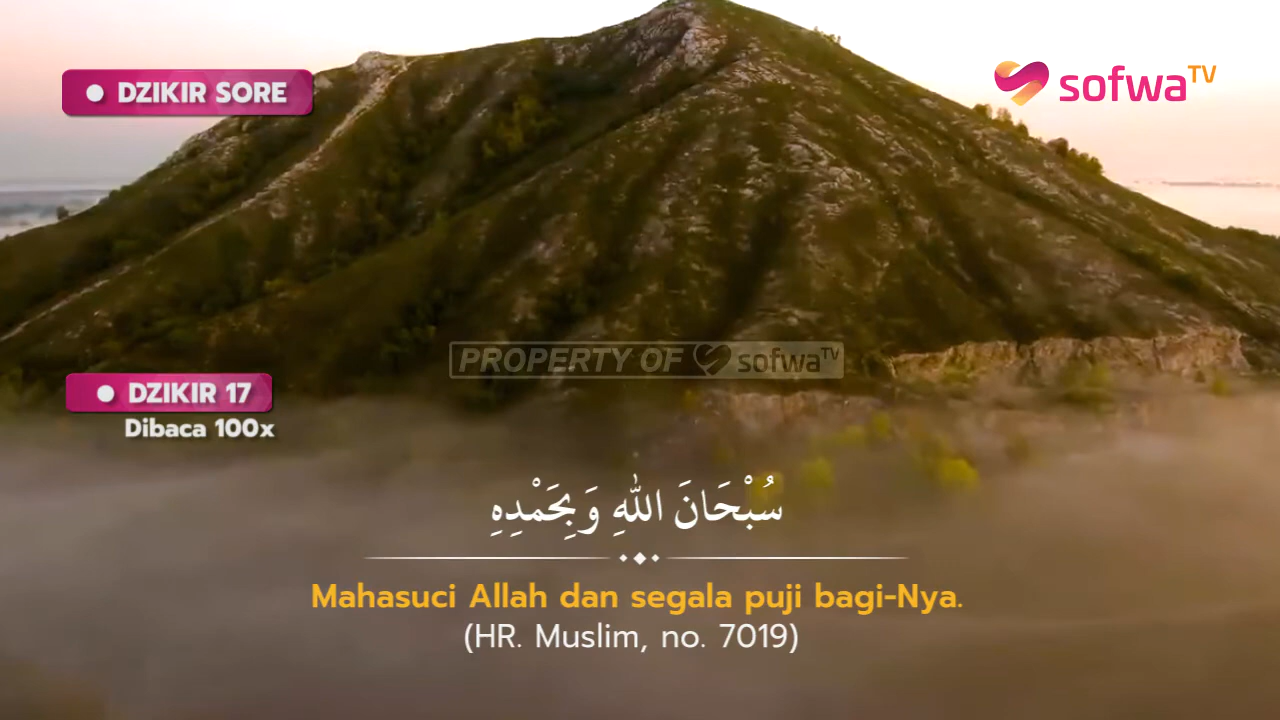 DZIKIR SORE
sofwaTV
PROPERTY OF sofwaTV
DZIKIR 17
Dibaca 100x
سُبْحَانَ اللهِ وَبِحَمْدِهِ
Mahasuci Allah dan segala puji bagi-Nya.
(HR. Muslim, no. 7019)